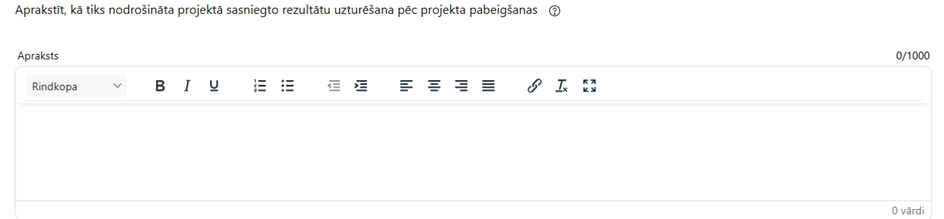 Aprakstīt, kā tiks nodrošināta projektā sasniegto rezultātu uzturēšana pēc projekta pabeigšanas ?
Apraksts 0/1000
Rindkopa B I U
0 vārdi